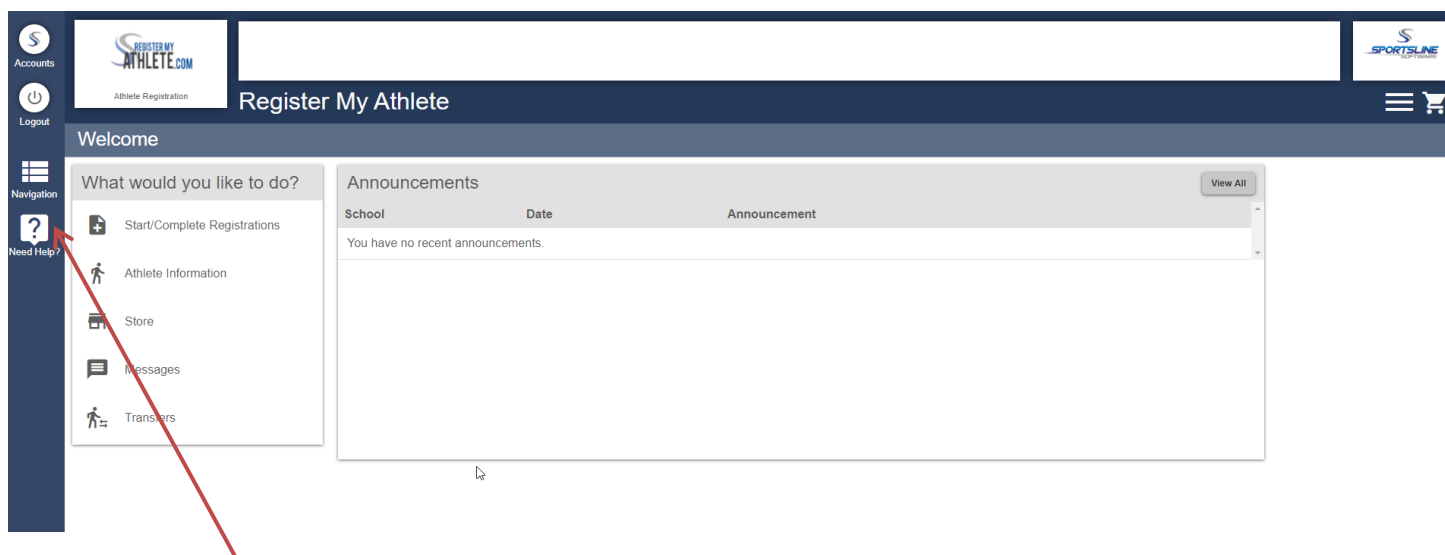 S
Accounts
Logout
Navigation
?
Need Help?
REGISTER MY
ATHLETE.COM
Athlete Registration
Register My Athlete
S
SPORTSLINE
SOFTWARE
Welcome
What would you like to do?
Start/Complete Registrations
Athlete Information
Store
Messages
Transfers
Announcements
View All
School Date Announcement
You have no recent announcements.